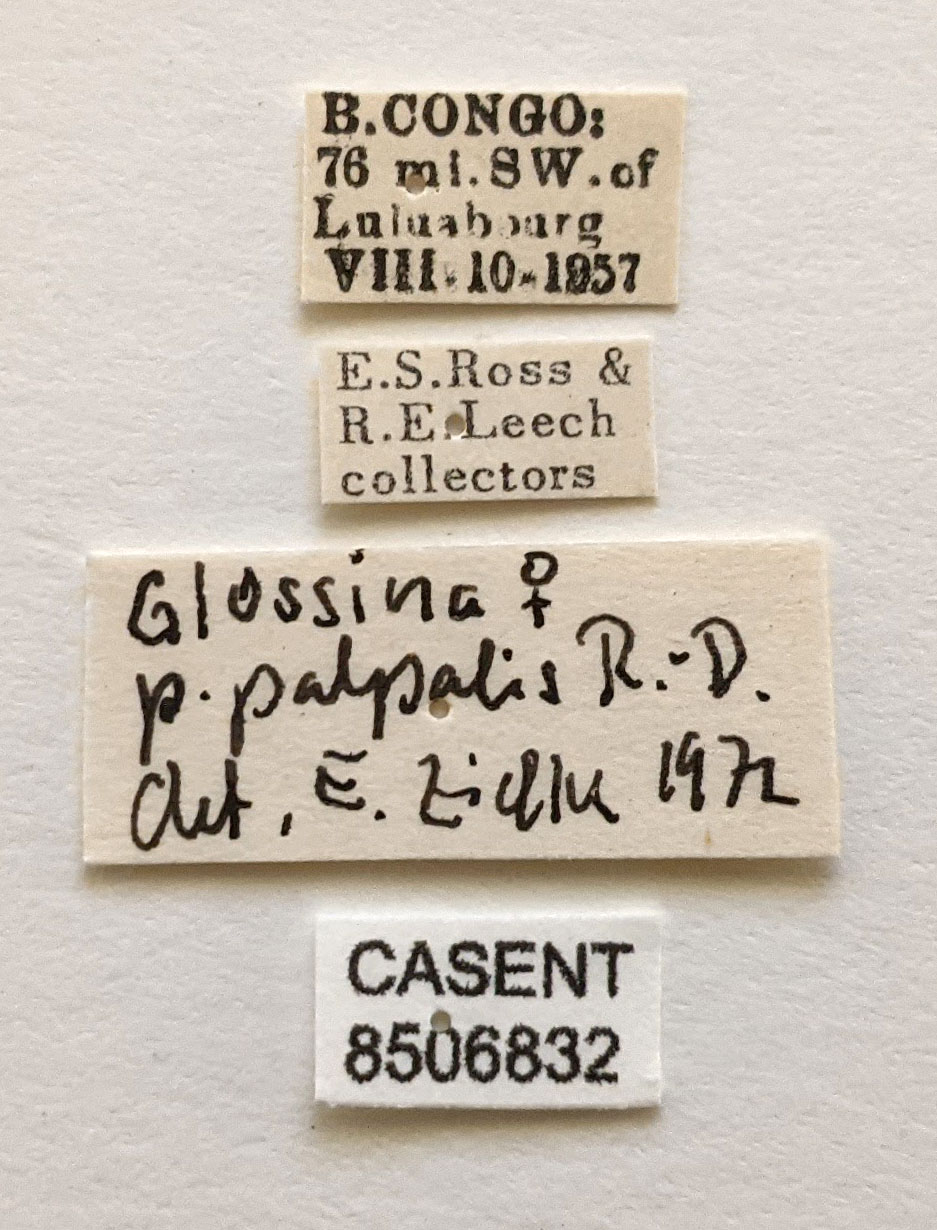 B.CONGO:
76 mi.SW.of
Luluabourg
VIII.10-1957
E.S.Ross &
R.E.Leech
collectors
Glossina ♀
p. palpalis R.-D.
det, E. Zielke 1972
CASENT
8506832